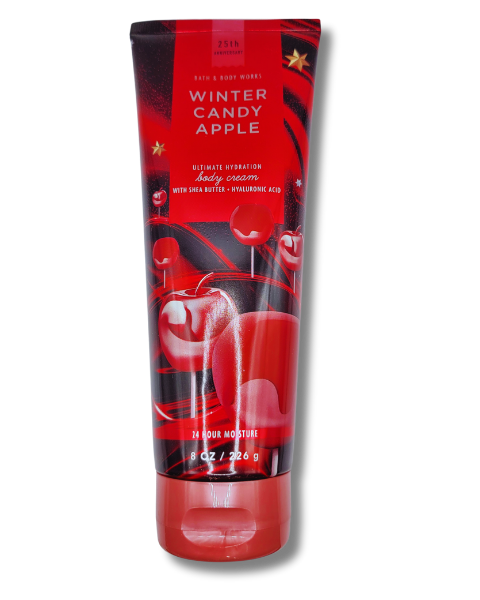 25th
ANNIVERSARY
BATH & BODY WORKS
WINTER
CANDY
APPLE
ULTIMATE HYDRATION
body cream
WITH SHEA BUTTER + HYALURONIC ACID
24 HOUR MOISTURE
8 OZ / 226 g